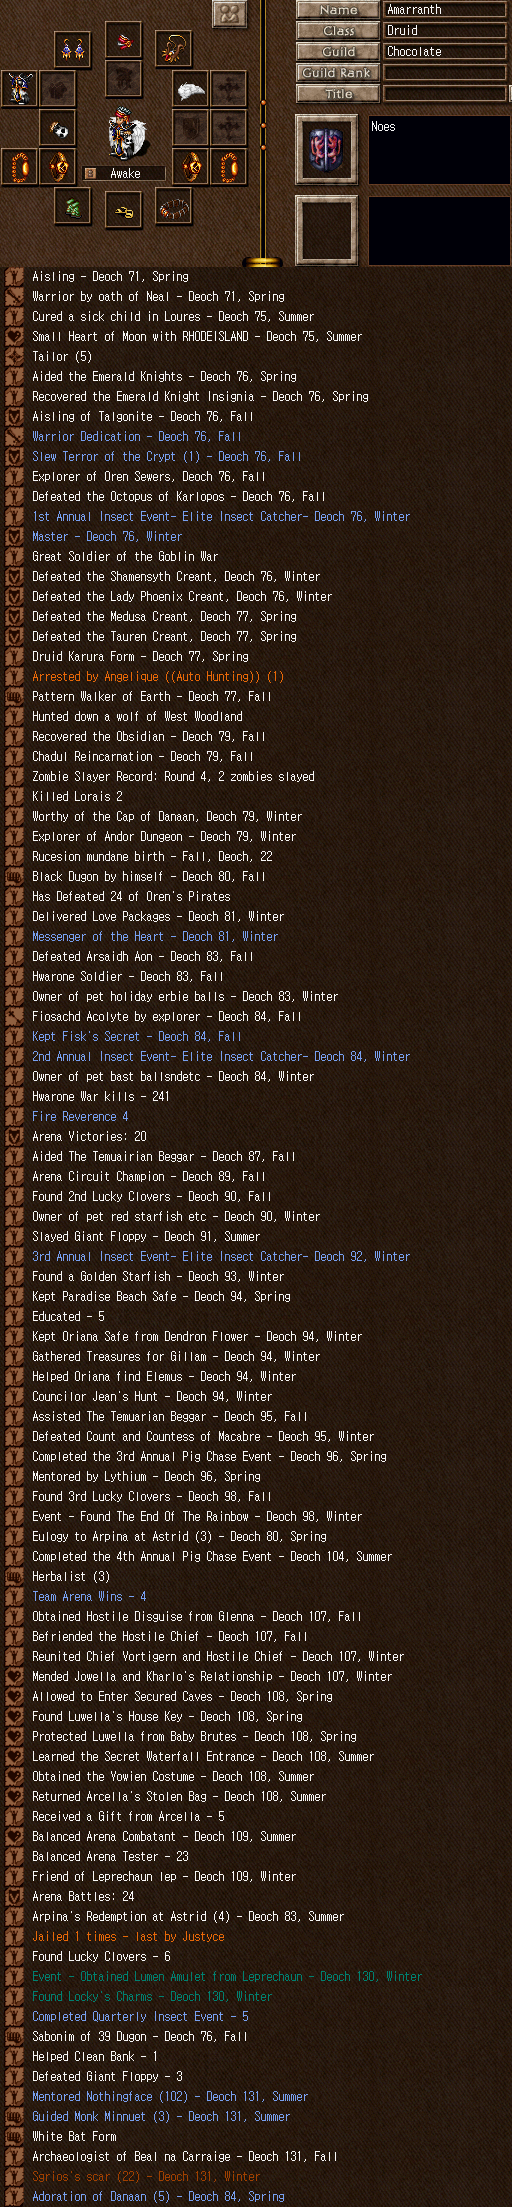 Name Amarranth
Class Druid
Guild Chocolate
Guild Rank
Title
Noes
Awake
Aisling - Deoch 71, Spring
Warrior by oath of Neal - Deoch 71, Spring
Cured a sick child in Loures - Deoch 75, Summer
Small Heart of Moon with RHODEISLAND - Deoch 75, Summer
Tailor (5)
Aided the Emerald Knights - Deoch 76, Spring
Recovered the Emerald Knight Insignia - Deoch 76, Spring
Aisling of Talgonite - Deoch 76, Fall
Warrior Dedication - Deoch 76, Fall
Slew Terror of the Crypt (1) - Deoch 76, Fall
Explorer of Oren Sewers, Deoch 76, Fall
Defeated the Octopus of Karlopos - Deoch 76, Fall
1st Annual Insect Event- Elite Insect Catcher- Deoch 76, Winter
Master - Deoch 76, Winter
Great Soldier of the Goblin War
Defeated the Shamensyth Creant, Deoch 76, Winter
Defeated the Lady Phoenix Creant, Deoch 76, Winter
Defeated the Medusa Creant, Deoch 77, Spring
Defeated the Tauren Creant, Deoch 77, Spring
Druid Karura Form - Deoch 77, Spring
Arrested by Angelique ((Auto Hunting)) (1)
Pattern Walker of Earth - Deoch 77, Fall
Hunted down a wolf of West Woodland
Recovered the Obsidian - Deoch 79, Fall
Chadul Reincarnation - Deoch 79, Fall
Zombie Slayer Record: Round 4, 2 zombies slayed
Killed Lorais 2
Worthy of the Cap of Danaan, Deoch 79, Winter
Explorer of Andor Dungeon - Deoch 79, Winter
Rucesion mundane birth - Fall, Deoch, 22
Black Dugon by himself - Deoch 80, Fall
Has Defeated 24 of Oren's Pirates
Delivered Love Packages - Deoch 81, Winter
Messenger of the Heart - Deoch 81, Winter
Defeated Arsaidh Aon - Deoch 83, Fall
Hwarone Soldier - Deoch 83, Fall
Owner of pet holiday erbie balls - Deoch 83, Winter
Fiosachd Acolyte by explorer - Deoch 84, Fall
Kept Fisk's Secret - Deoch 84, Fall
2nd Annual Insect Event- Elite Insect Catcher- Deoch 84, Winter
Owner of pet bast ballsndetc - Deoch 84, Winter
Hwarone War kills - 241
Fire Reverence 4
Arena Victories: 20
Aided The Temuairian Beggar - Deoch 87, Fall
Arena Circuit Champion - Deoch 89, Fall
Found 2nd Lucky Clovers - Deoch 90, Fall
Owner of pet red starfish etc - Deoch 90, Winter
Slayed Giant Floppy - Deoch 91, Summer
3rd Annual Insect Event- Elite Insect Catcher- Deoch 92, Winter
Found a Golden Starfish - Deoch 93, Winter
Kept Paradise Beach Safe - Deoch 94, Spring
Educated - 5
Kept Oriana Safe from Dendron Flower - Deoch 94, Winter
Gathered Treasures for Gillam - Deoch 94, Winter
Helped Oriana find Elemus - Deoch 94, Winter
Councilor Jean's Hunt - Deoch 94, Winter
Assisted The Temuarian Beggar - Deoch 95, Fall
Defeated Count and Countess of Macabre - Deoch 95, Winter
Completed the 3rd Annual Pig Chase Event - Deoch 96, Spring
Mentored by Lythium - Deoch 96, Spring
Found 3rd Lucky Clovers - Deoch 98, Fall
Event - Found The End Of The Rainbow - Deoch 98, Winter
Eulogy to Arpina at Astrid (3) - Deoch 80, Spring
Completed the 4th Annual Pig Chase Event - Deoch 104, Summer
Herbalist (3)
Team Arena Wins - 4
Obtained Hostile Disguise from Glenna - Deoch 107, Fall
Befriended the Hostile Chief - Deoch 107, Fall
Reunited Chief Vortigern and Hostile Chief - Deoch 107, Winter
Mended Jowella and Kharlo's Relationship - Deoch 107, Winter
Allowed to Enter Secured Caves - Deoch 108, Spring
Found Luwella's House Key - Deoch 108, Spring
Protected Luwella from Baby Brutes - Deoch 108, Spring
Learned the Secret Waterfall Entrance - Deoch 108, Summer
Obtained the Yowien Costume - Deoch 108, Summer
Returned Arcella's Stolen Bag - Deoch 108, Summer
Received a Gift from Arcella - 5
Balanced Arena Combatant - Deoch 109, Summer
Balanced Arena Tester - 23
Friend of Leprechaun lep - Deoch 109, Winter
Arena Battles: 24
Arpina's Redemption at Astrid (4) - Deoch 83, Summer
Jailed 1 times - last by Justyce
Found Lucky Clovers - 6
Event - Obtained Lumen Amulet from Leprechaun - Deoch 130, Winter
Found Locky's Charms - Deoch 130, Winter
Completed Quarterly Insect Event - 5
Sabonim of 39 Dugon - Deoch 76, Fall
Helped Clean Bank - 1
Defeated Giant Floppy - 3
Mentored Nothingface (102) - Deoch 131, Summer
Guided Monk Minnuet (3) - Deoch 131, Summer
White Bat Form
Archaeologist of Beal na Carraige - Deoch 131, Fall
Sgrios's scar (22) - Deoch 131, Winter
Adoration of Danaan (5) - Deoch 84, Spring